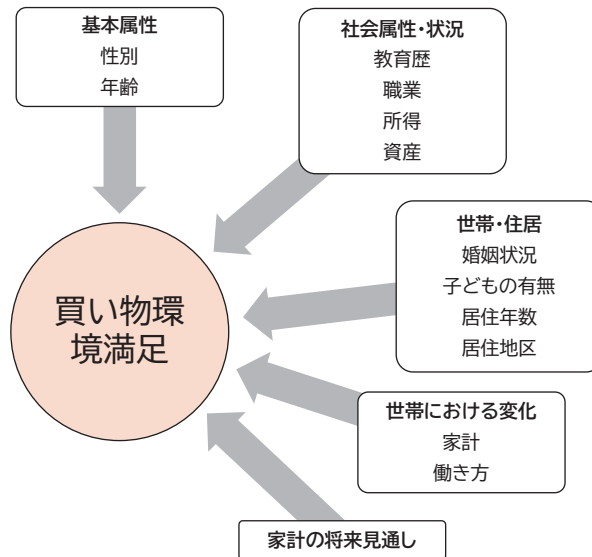 基本属性
性別
年齢
社会属性・状況
教育歴
職業
所得
資産
世帯・住居
婚姻状況
子どもの有無
居住年数
居住地区
買い物環
境満足
世帯における変化
家計
働き方
家計の将来見通し